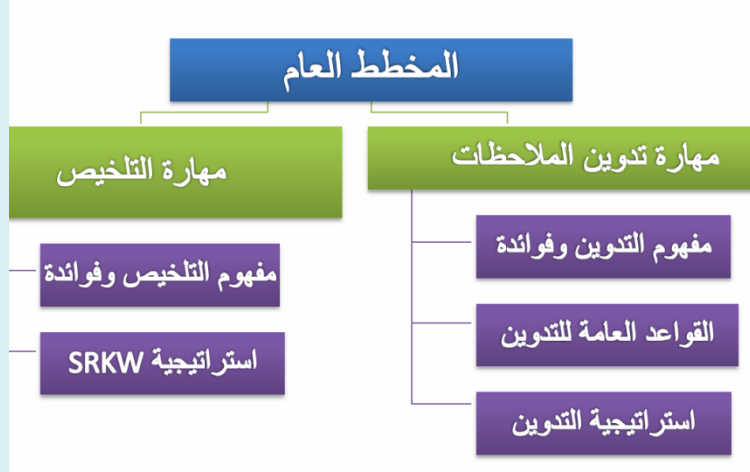 المخطط العام
مهارة تدوين الملاحظات
مفهوم التدوين وفوائدة
القواعد العامة للتدوين
استراتيجية التدوين
مهارة التلخيص
مفهوم التلخيص وفوائدة
استراتيجية SRKW